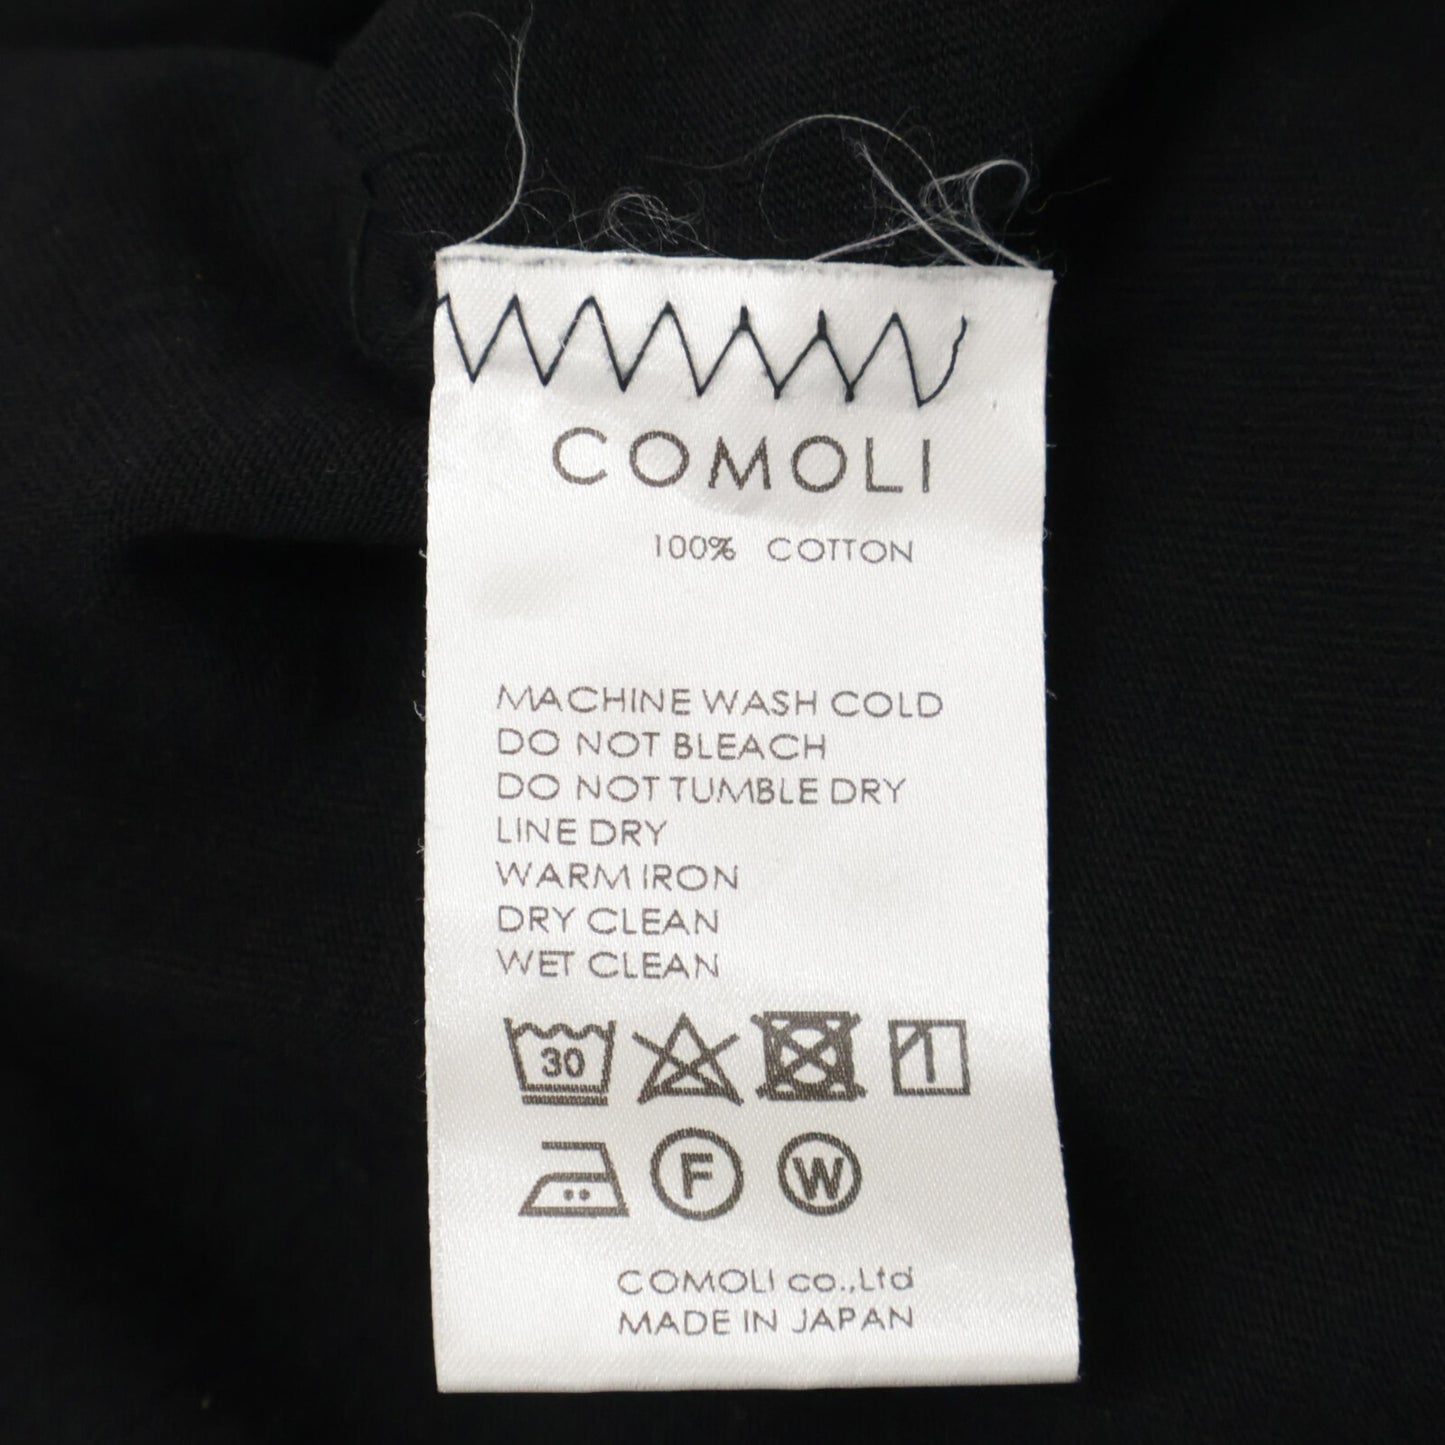 COMOLI
100% COTTON
MACHINE WASH COLD
DO NOT BLEACH
DO NOT TUMBLE DRY
LINE DRY
WARM IRON
DRY CLEAN
WET CLEAN
30
F W
COMOLI co.,Ltd
MADE IN JAPAN